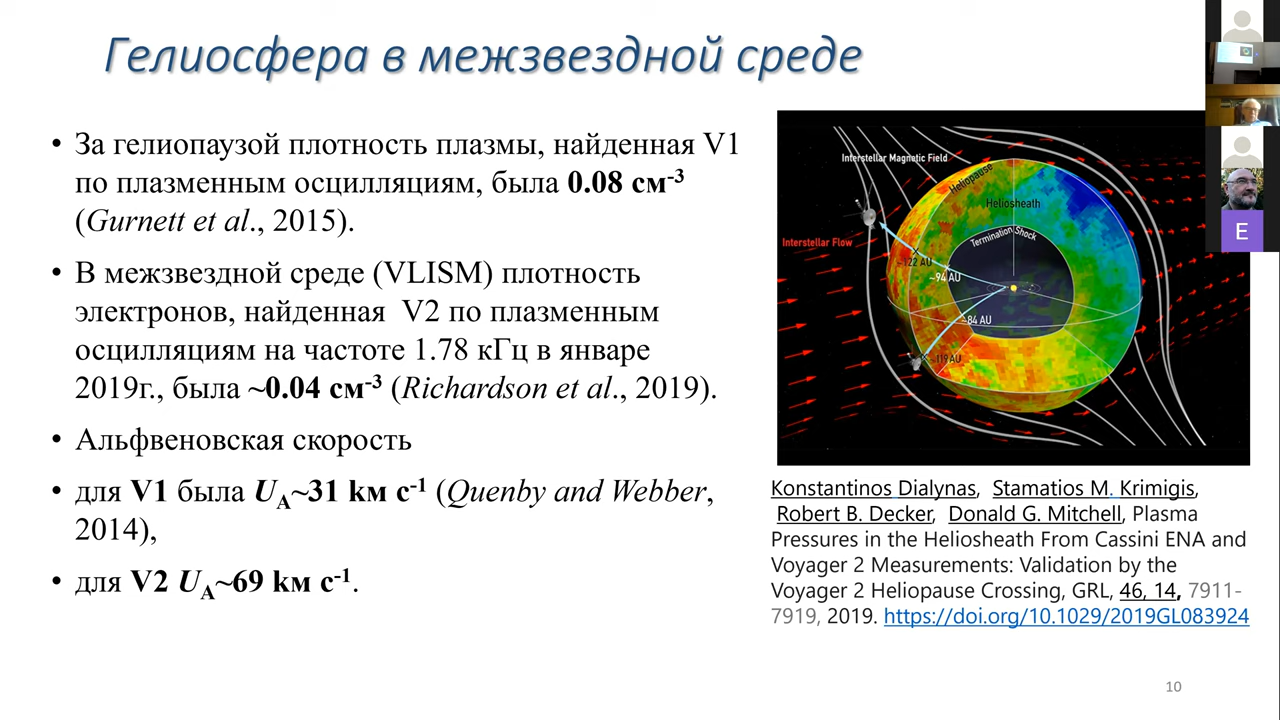 Гелиосфера в межзвездной среде
• За гелиопаузой плотность плазмы, найденная V1
по плазменным осцилляциям, была 0.08 см-3
(Gurnett et al., 2015).
• В межзвездной среде (VLISM) плотность
электронов, найденная V2 по плазменным
осцилляциям на частоте 1.78 кГц в январе
2019г., была ~0.04 см-3 (Richardson et al., 2019).
• Альфвеновская скорость
• для V1 была UA~31 kм с-1 (Quenby and Webber,
2014),
• для V2 UA~69 kм с-1.
Interstellar Magnetic Field
Heliopause
Heliosheath
Termination Shock
Interstellar Flow
~122 AU
~94 AU
~84 AU
~119 AU
Konstantinos Dialynas, Stamatios M. Krimigis,
Robert B. Decker, Donald G. Mitchell, Plasma
Pressures in the Heliosheath From Cassini ENA and
Voyager 2 Measurements: Validation by the
Voyager 2 Heliopause Crossing, GRL, 46, 14, 7911-
7919, 2019. https://doi.org/10.1029/2019GL083924
E
10